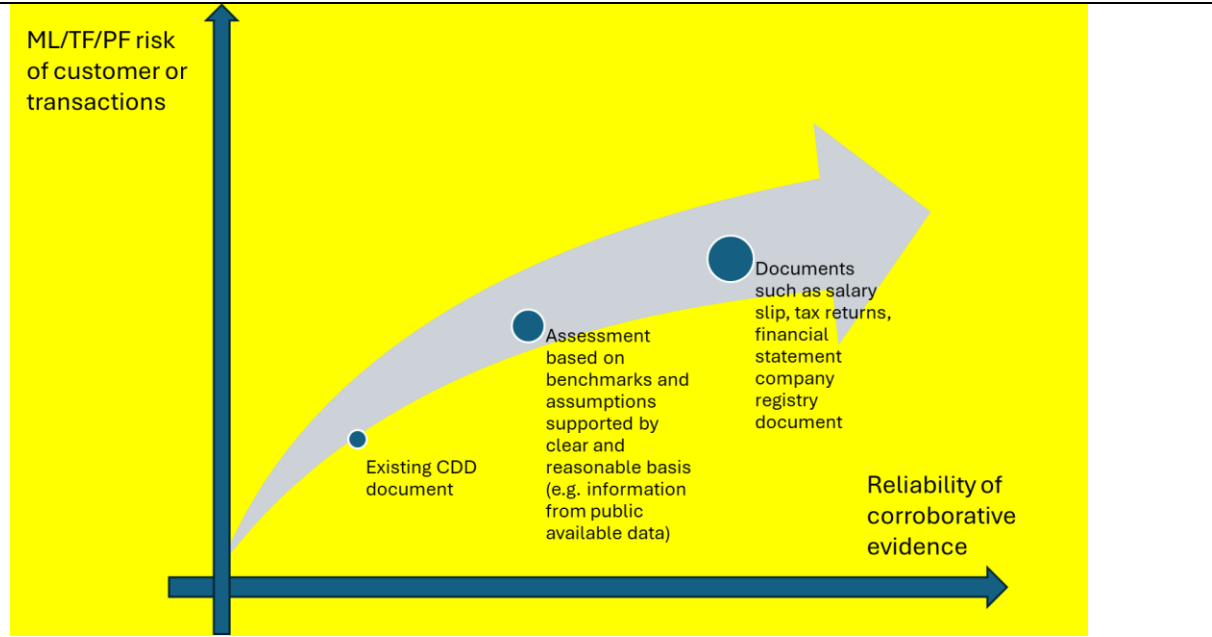 ML/TF/PF risk
of customer or
transactions
Existing CDD
document
Assessment
based on
benchmarks and
assumptions
supported by
clear and
reasonable basis
(e.g. information
from public
available data)
Documents
such as salary
slip, tax returns,
financial
statement
company
registry
document
Reliability of
corroborative
evidence